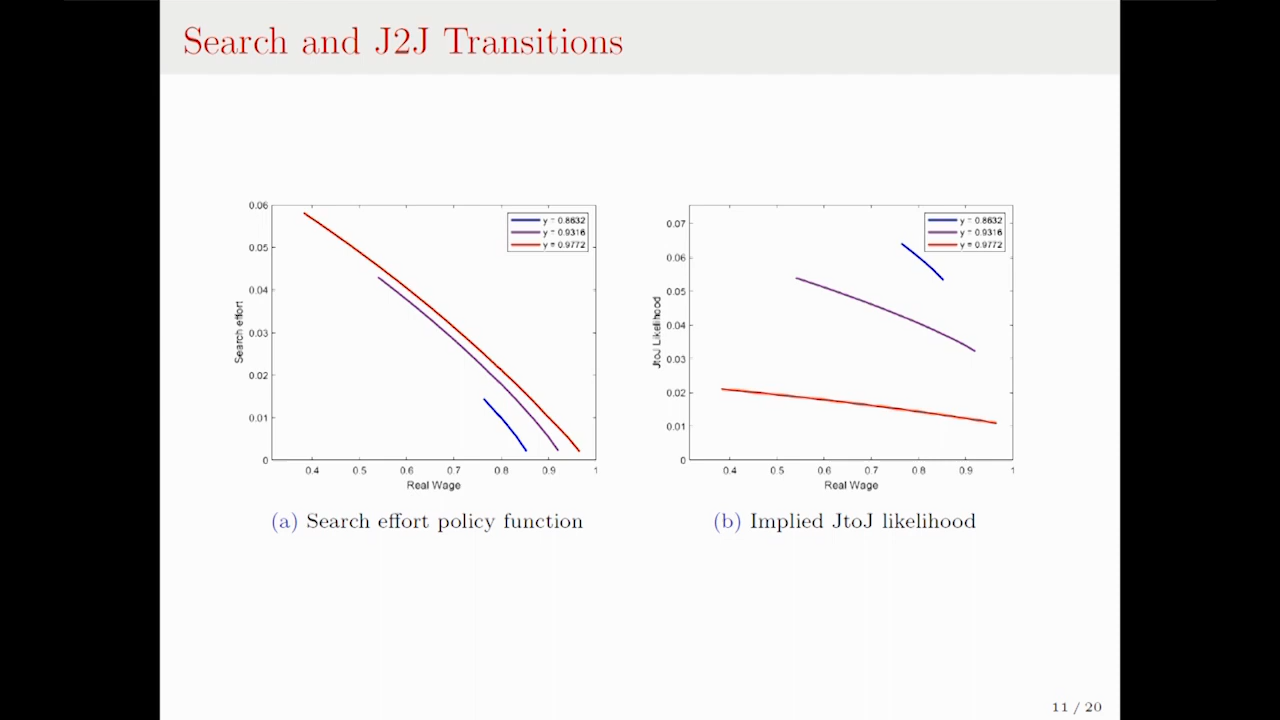 Search and J2J Transitions
0.06
0.05
0.04
0.03
0.02
0.01
0
Search effort
y = 0.8632
y = 0.9316
y = 0.9772
0.4 0.5 0.6 0.7 0.8 0.9 1
Real Wage
(a) Search effort policy function
0.07
0.06
0.05
0.04
0.03
0.02
0.01
0
JtoJ Likelihood
y = 0.8632
y = 0.9316
y = 0.9772
0.4 0.5 0.6 0.7 0.8 0.9 1
Real Wage
(b) Implied JtoJ likelihood
11 / 20